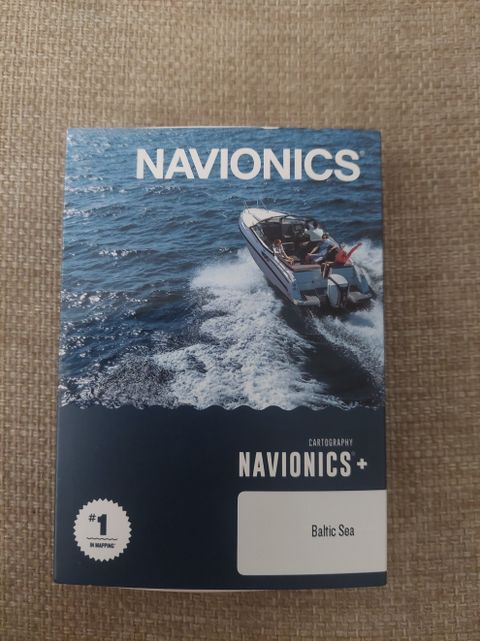 NAVIONICS®
CARTOGRAPHY
NAVIONICS®+
#1
IN MAPPING*
Baltic Sea